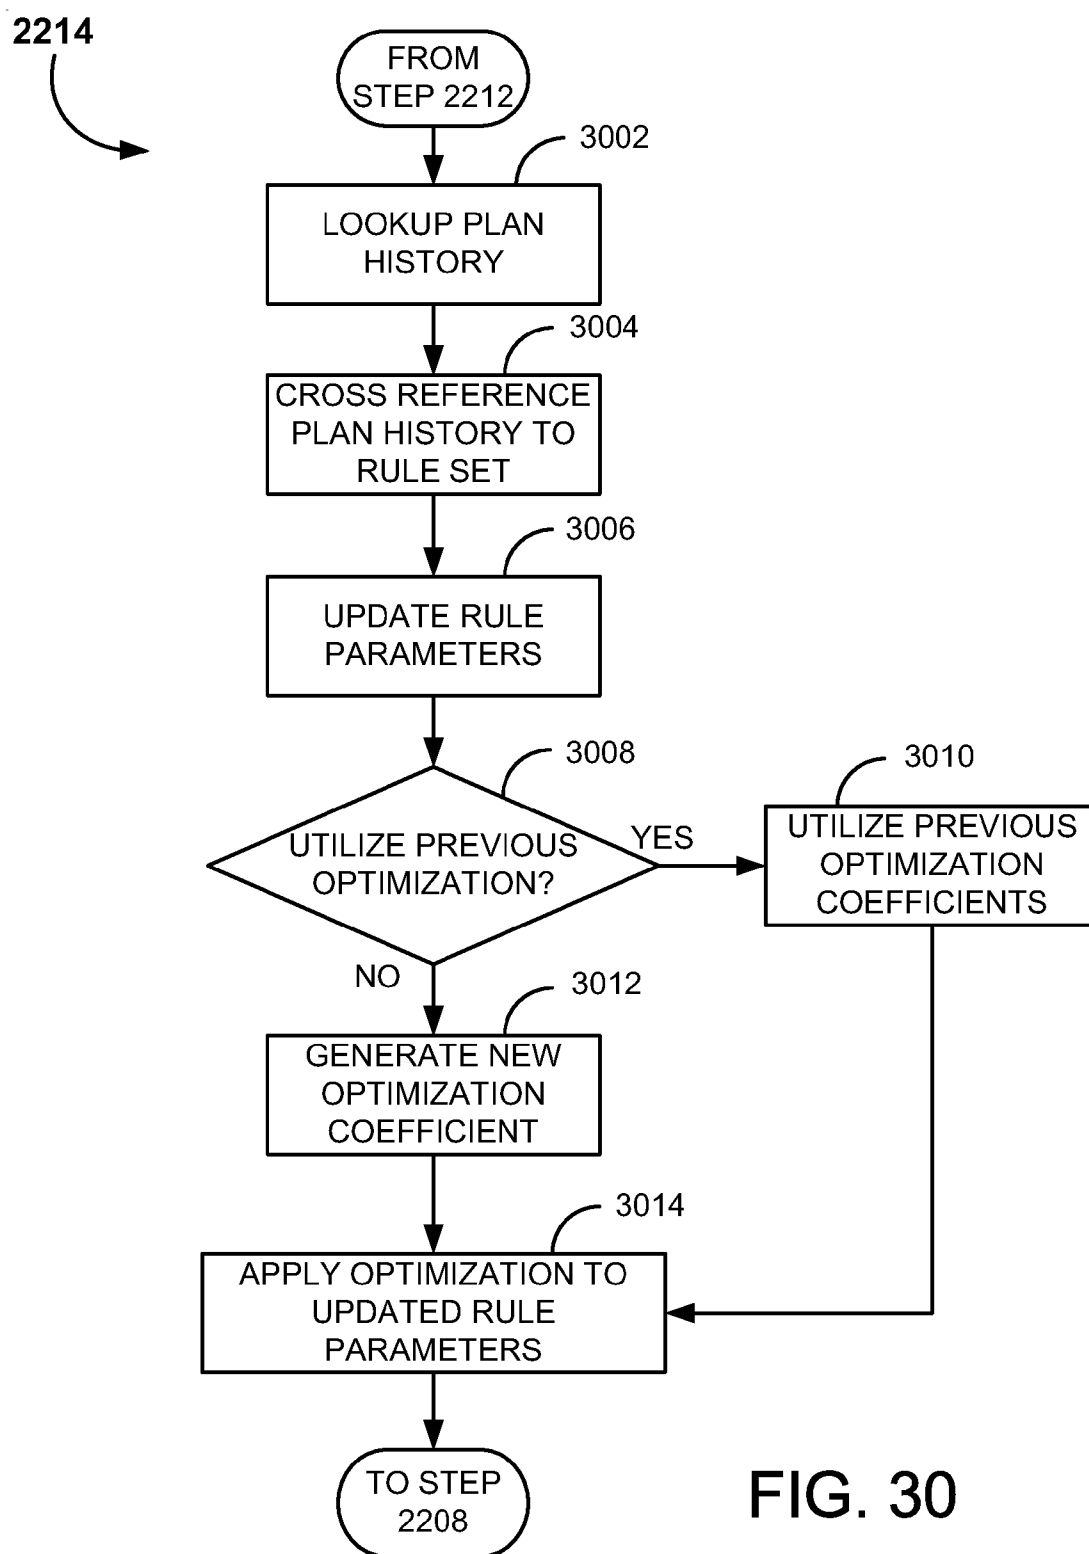 2214
FROM
STEP 2212
3002
LOOKUP PLAN
HISTORY
3004
CROSS REFERENCE
PLAN HISTORY TO
RULE SET
3006
UPDATE RULE
PARAMETERS
3008
UTILIZE PREVIOUS
OPTIMIZATION?
YES
3010
UTILIZE PREVIOUS
OPTIMIZATION
COEFFICIENTS
NO
3012
GENERATE NEW
OPTIMIZATION
COEFFICIENT
3014
APPLY OPTIMIZATION TO
UPDATED RULE
PARAMETERS
TO STEP
2208
FIG. 30